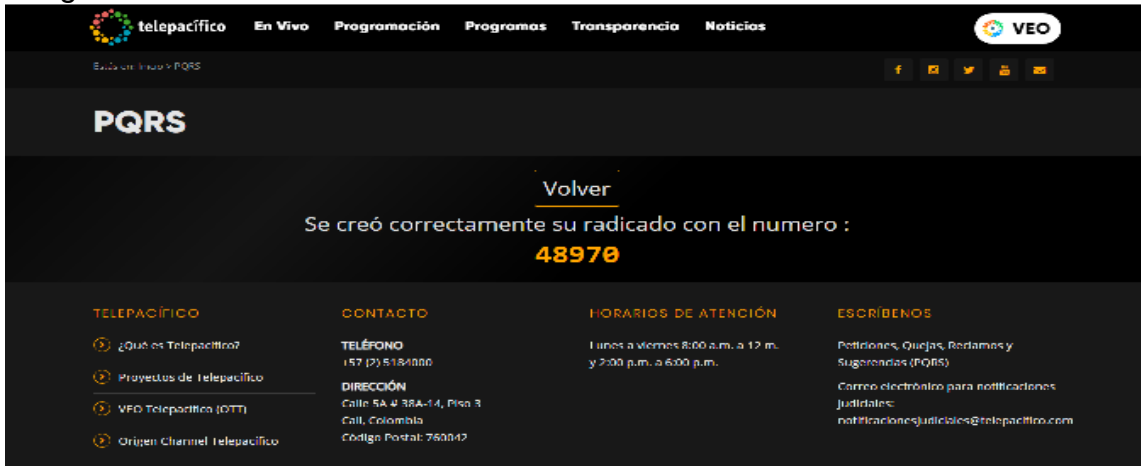 telepacífico En Vivo Programación Programas Transparencia Noticias VEO
Estás en: Inicio > PQRS
PQRS
Volver
Se creó correctamente su radicado con el numero :
48970
TELEPACÍFICO
¿Qué es Telepacífico?
Proyectos de Telepacífico
VEO Telepacífico (OTT)
Origen Channel Telepacífico
CONTACTO
TELÉFONO
+57 (2) 5184000
DIRECCIÓN
Calle 5A # 38A-14, Piso 3
Cali, Colombia
Código Postal: 760042
HORARIOS DE ATENCIÓN
Lunes a viernes 8:00 a.m. a 12 m.
y 2:00 p.m. a 6:00 p.m.
ESCRÍBENOS
Peticiones, Quejas, Reclamos y
Sugerencias (PQRS)
Correo electrónico para notificaciones
judiciales:
notificacionesjudiciales@telepacifico.com